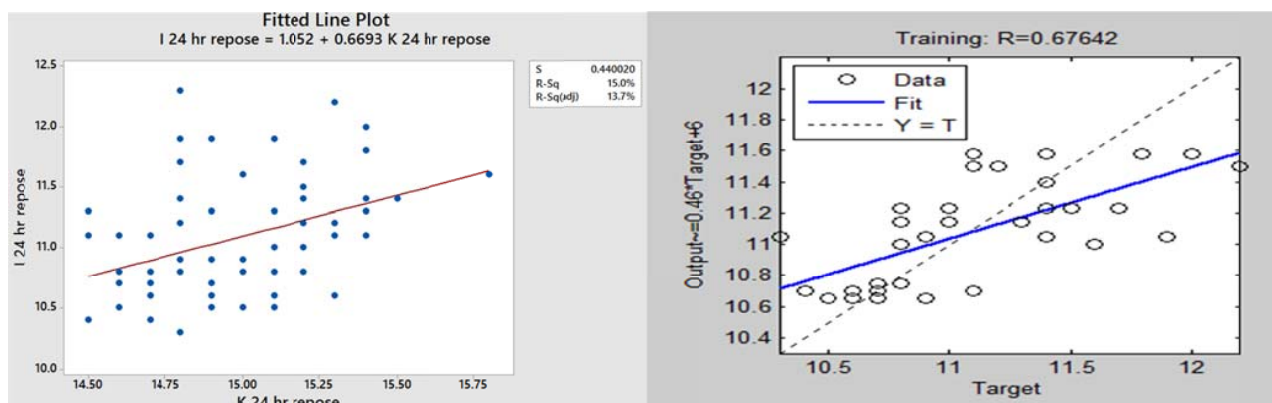 Fitted Line Plot
I 24 hr repose = 1.052 + 0.6693 K 24 hr repose
S 0.440020
R-Sq 15.0%
R-Sq(adj) 13.7%
12.5
12.0
11.5
11.0
10.5
10.0
I 24 hr repose
14.50 14.75 15.00 15.25 15.50 15.75
K 24 hr repose
Training: R=0.67642
Data
Fit
Y = T
12
11.8
11.6
11.4
11.2
11
10.8
10.6
10.4
Output~=0.46*Target+6
10.5 11 11.5 12
Target